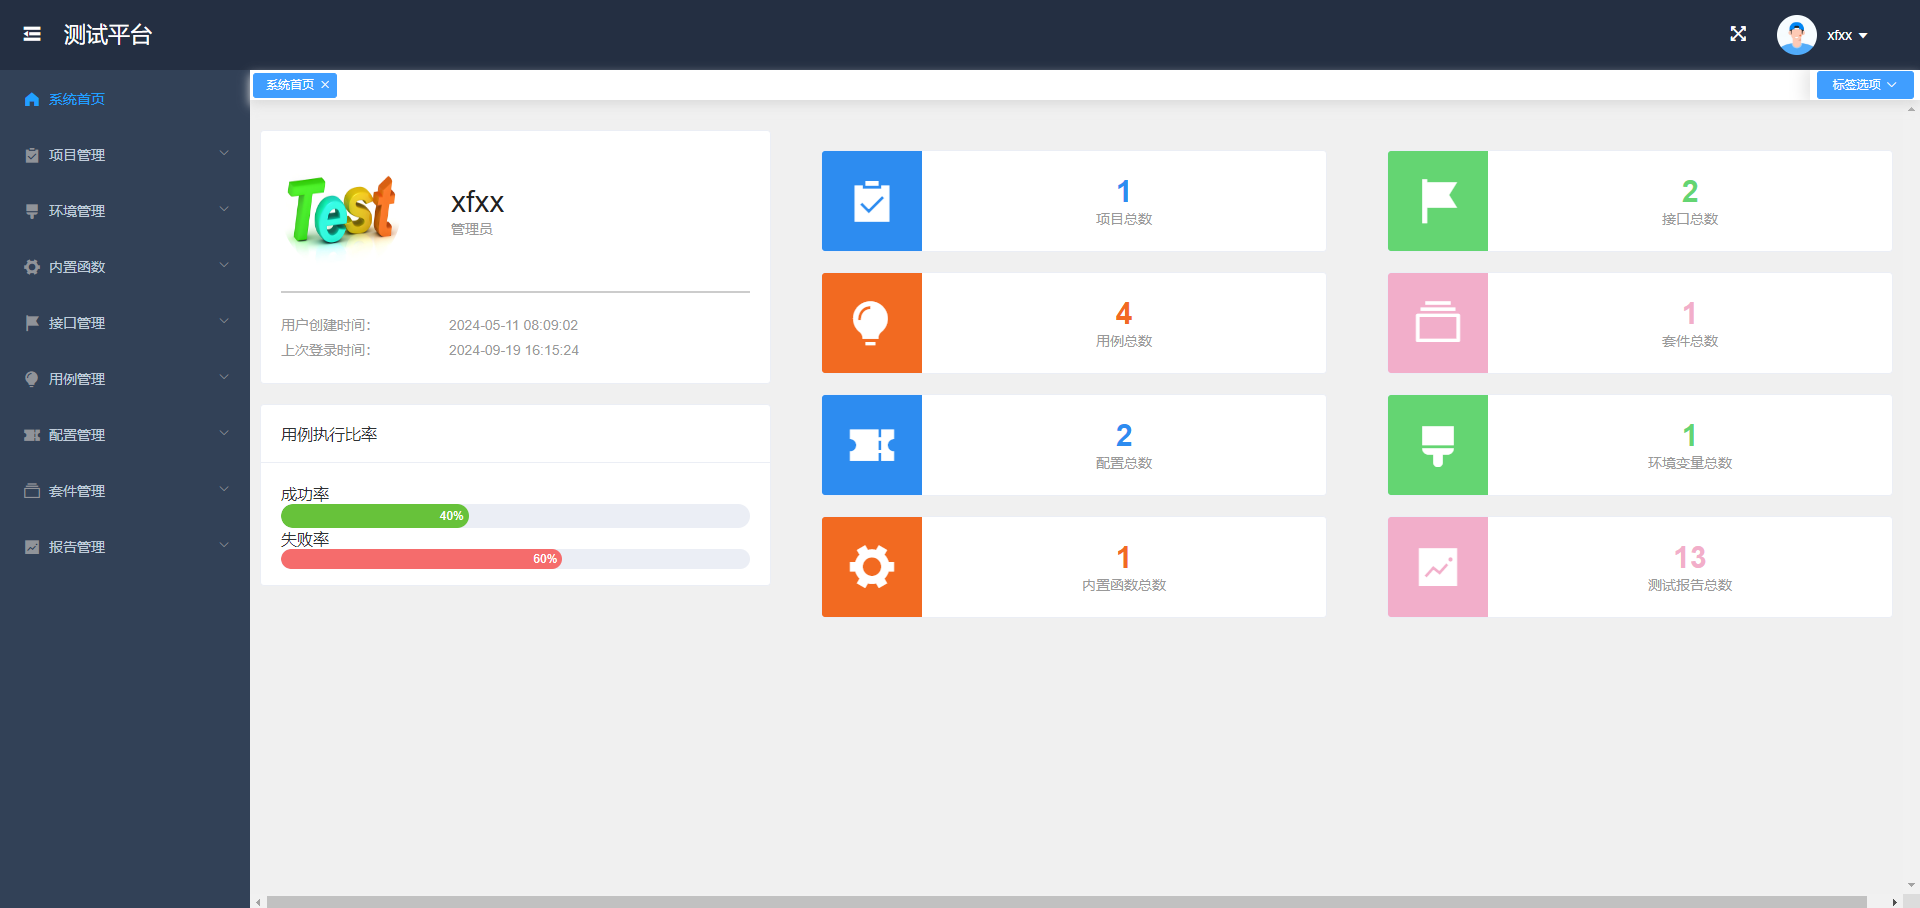 测试平台
xfxx
系统首页
项目管理
环境管理
内置函数
接口管理
用例管理
配置管理
套件管理
报告管理
系统首页
标签选项
Test
xfxx
管理员
用户创建时间: 2024-05-11 08:09:02
上次登录时间: 2024-09-19 16:15:24
用例执行比率
成功率
40%
失败率
60%
1
项目总数
2
接口总数
4
用例总数
1
套件总数
2
配置总数
1
环境变量总数
1
内置函数总数
13
测试报告总数